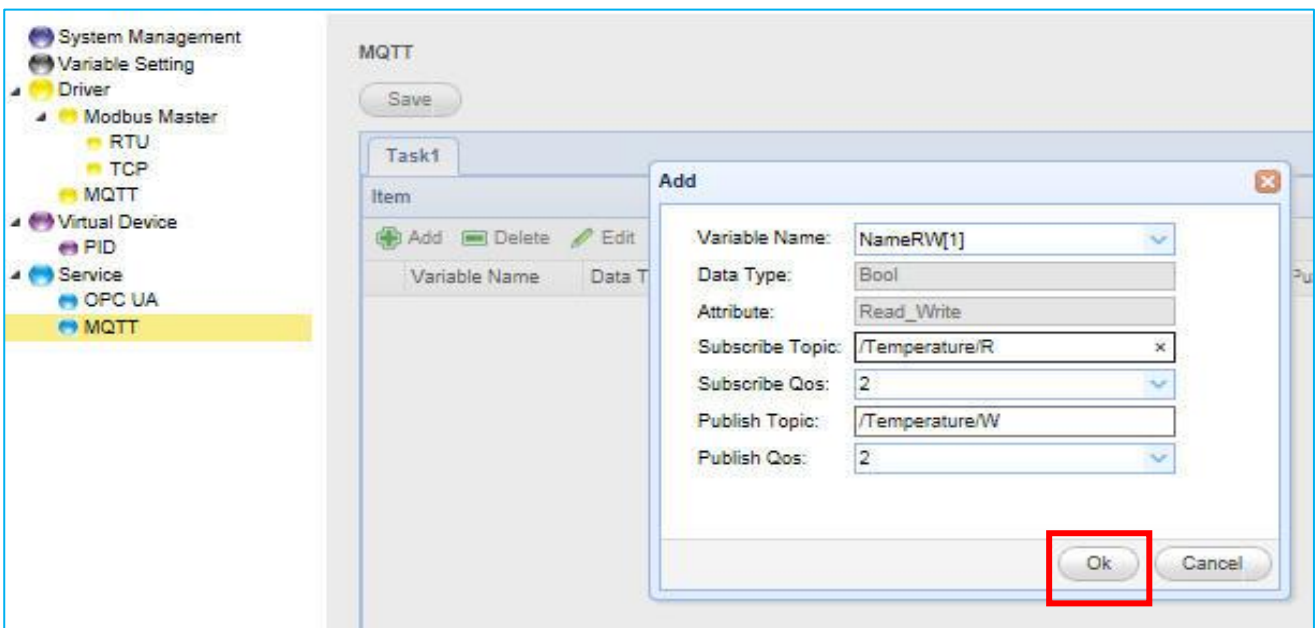 System Management
Variable Setting
Driver
Modbus Master
RTU
TCP
MQTT
Virtual Device
PID
Service
OPC UA
MQTT
MQTT
Save
Task1
Item
Add Delete Edit
Variable Name Data T
Pu
Add
Variable Name: NameRW[1]
Data Type: Bool
Attribute: Read_Write
Subscribe Topic: /Temperature/R
Subscribe Qos: 2
Publish Topic: /Temperature/W
Publish Qos: 2
Ok Cancel